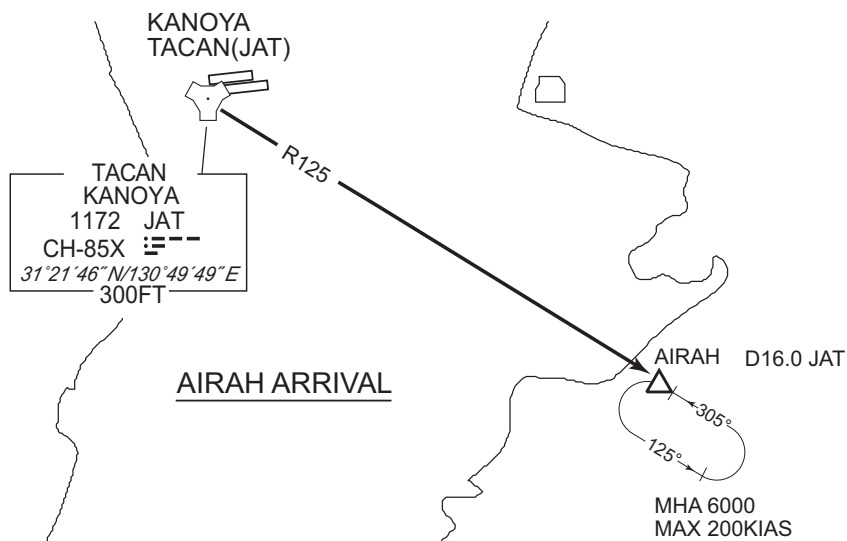 KANOYA
TACAN(JAT)
R125
TACAN
KANOYA
1172 JAT
CH-85X
31°21´46˝N/130°49´49˝E
300FT
AIRAH ARRIVAL
AIRAH D16.0 JAT
305°
125°
MHA 6000
MAX 200KIAS